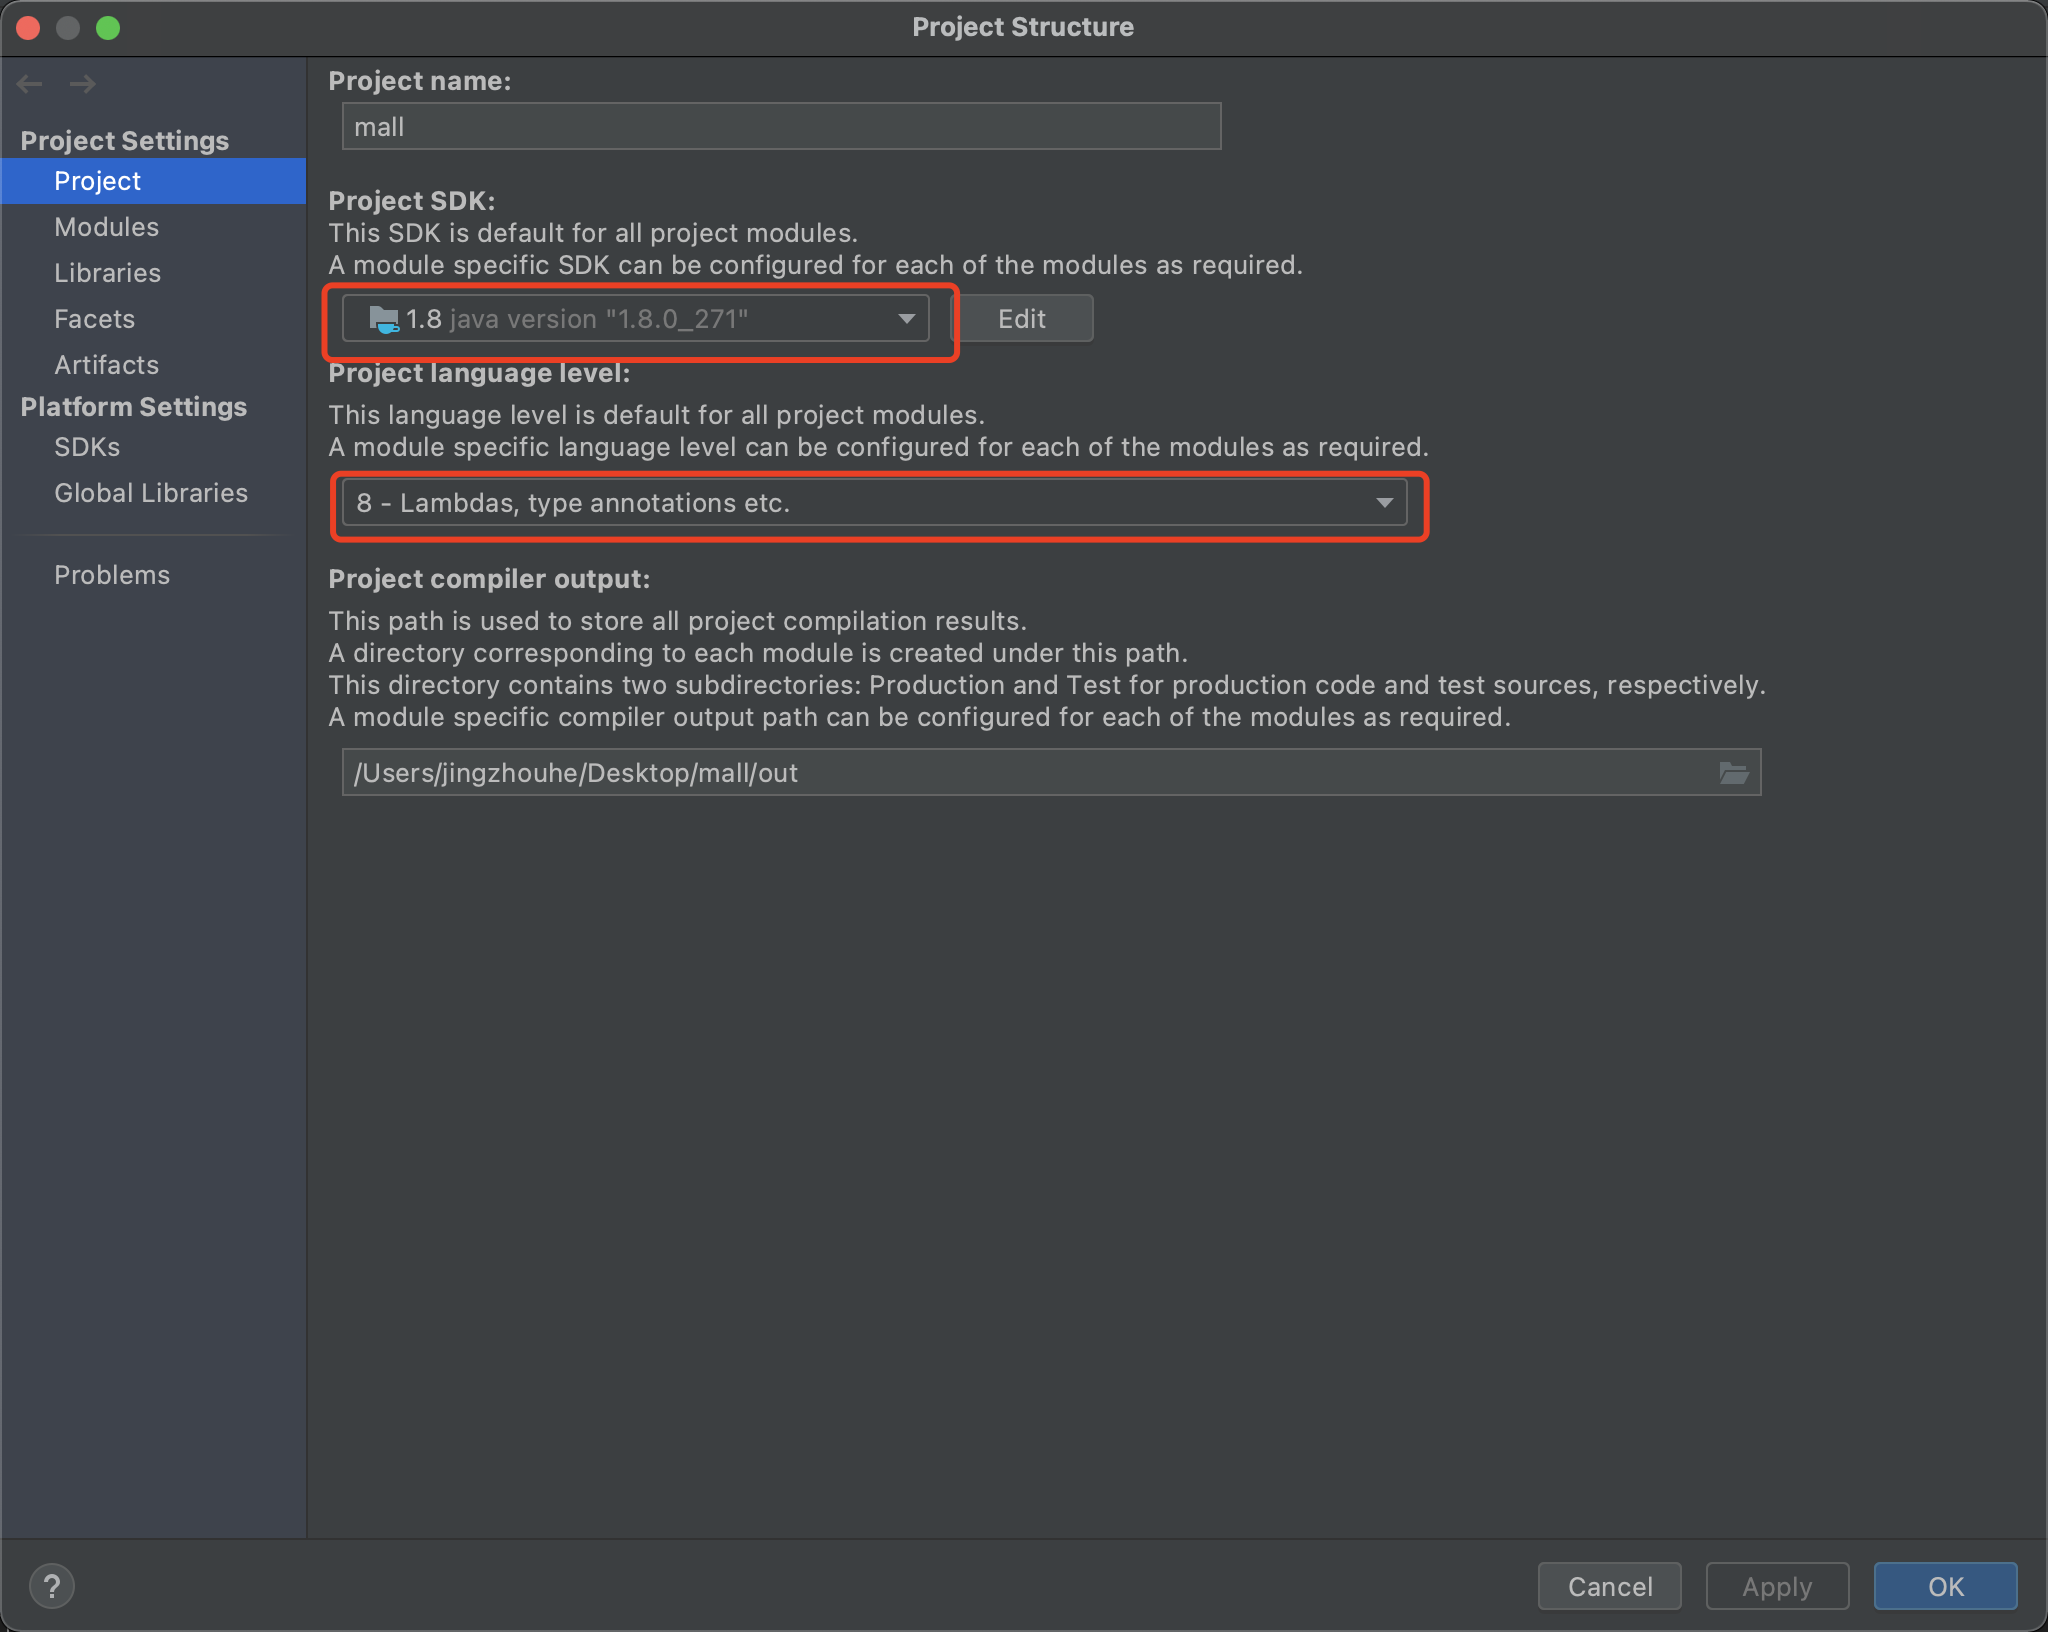 Project Structure
Project Settings
Project
Modules
Libraries
Facets
Artifacts
Platform Settings
SDKs
Global Libraries
Problems
Project name:
mall
Project SDK:
This SDK is default for all project modules.
A module specific SDK can be configured for each of the modules as required.
1.8 java version "1.8.0_271"
Edit
Project language level:
This language level is default for all project modules.
A module specific language level can be configured for each of the modules as required.
8 - Lambdas, type annotations etc.
Project compiler output:
This path is used to store all project compilation results.
A directory corresponding to each module is created under this path.
This directory contains two subdirectories: Production and Test for production code and test sources, respectively.
A module specific compiler output path can be configured for each of the modules as required.
/Users/jingzhouhe/Desktop/mall/out
?
Cancel
Apply
OK